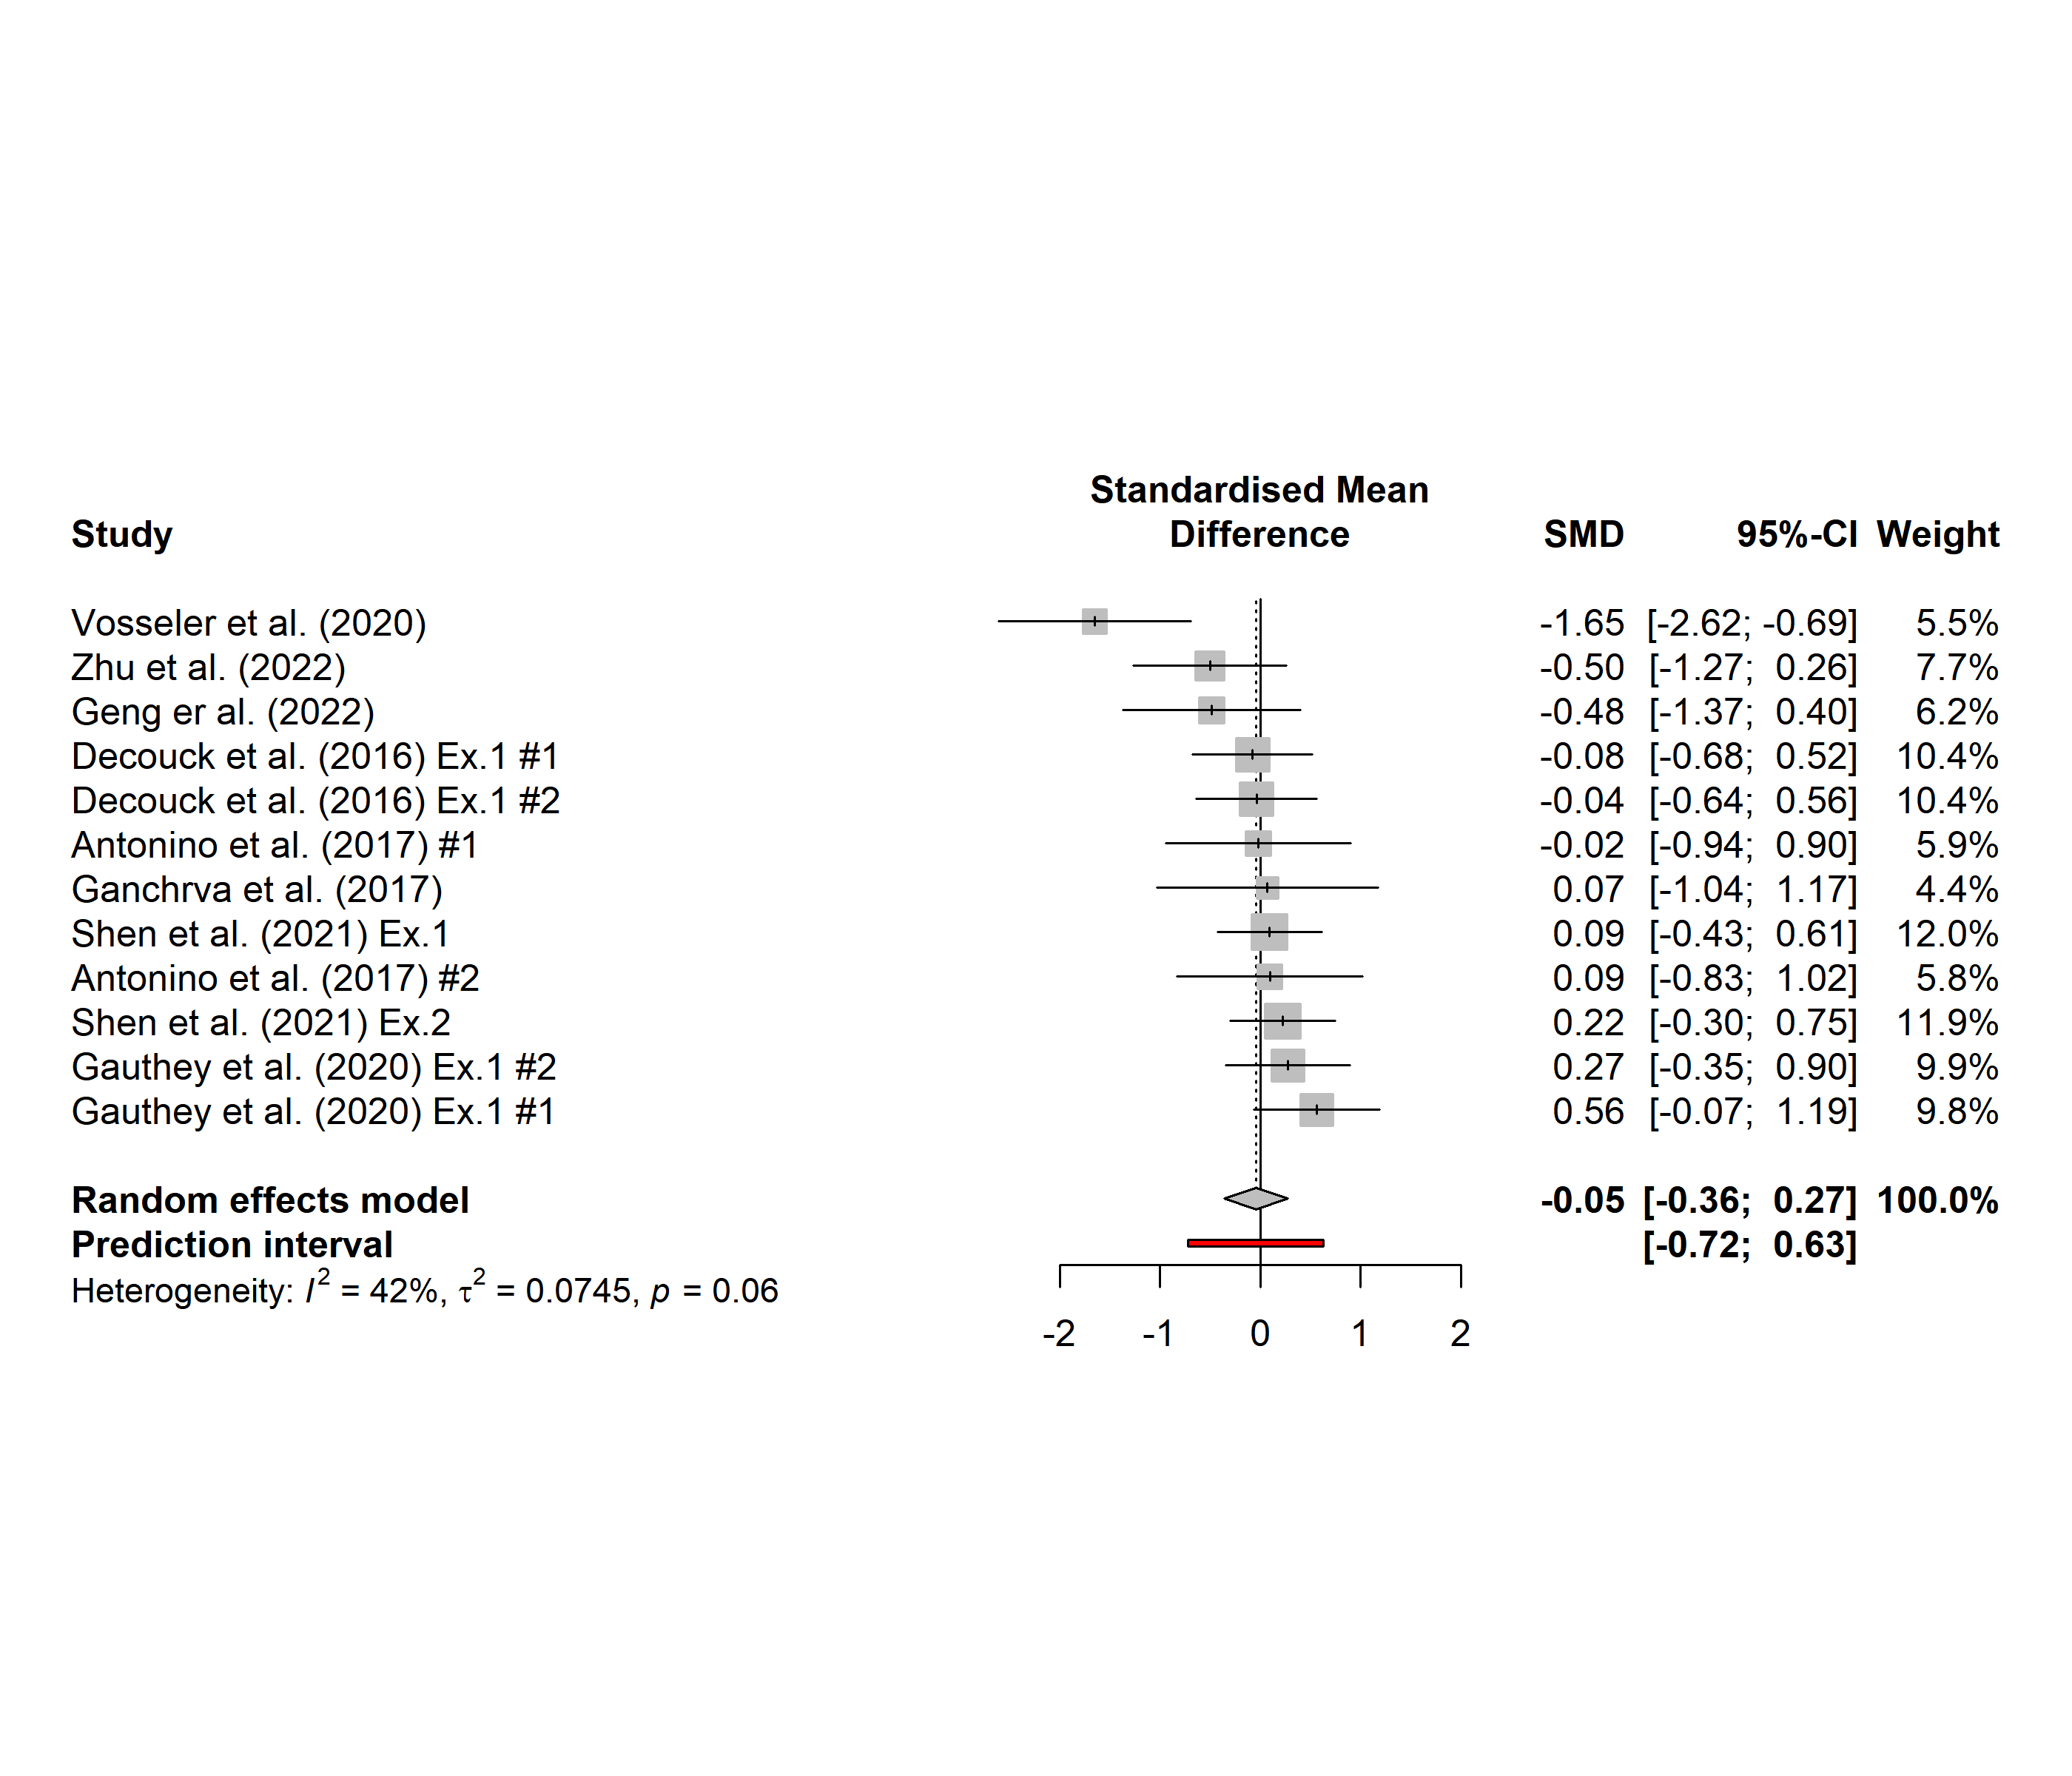 Standardised Mean
Study Difference SMD 95%-CI Weight
Vosseler et al. (2020) -1.65 [-2.62; -0.69] 5.5%
Zhu et al. (2022) -0.50 [-1.27; 0.26] 7.7%
Geng er al. (2022) -0.48 [-1.37; 0.40] 6.2%
Decouck et al. (2016) Ex.1 #1 -0.08 [-0.68; 0.52] 10.4%
Decouck et al. (2016) Ex.1 #2 -0.04 [-0.64; 0.56] 10.4%
Antonino et al. (2017) #1 -0.02 [-0.94; 0.90] 5.9%
Ganchrva et al. (2017) 0.07 [-1.04; 1.17] 4.4%
Shen et al. (2021) Ex.1 0.09 [-0.43; 0.61] 12.0%
Antonino et al. (2017) #2 0.09 [-0.83; 1.02] 5.8%
Shen et al. (2021) Ex.2 0.22 [-0.30; 0.75] 11.9%
Gauthey et al. (2020) Ex.1 #2 0.27 [-0.35; 0.90] 9.9%
Gauthey et al. (2020) Ex.1 #1 0.56 [-0.07; 1.19] 9.8%
Random effects model -0.05 [-0.36; 0.27] 100.0%
Prediction interval [-0.72; 0.63]
Heterogeneity: I² = 42%, τ² = 0.0745, p = 0.06
-2 -1 0 1 2